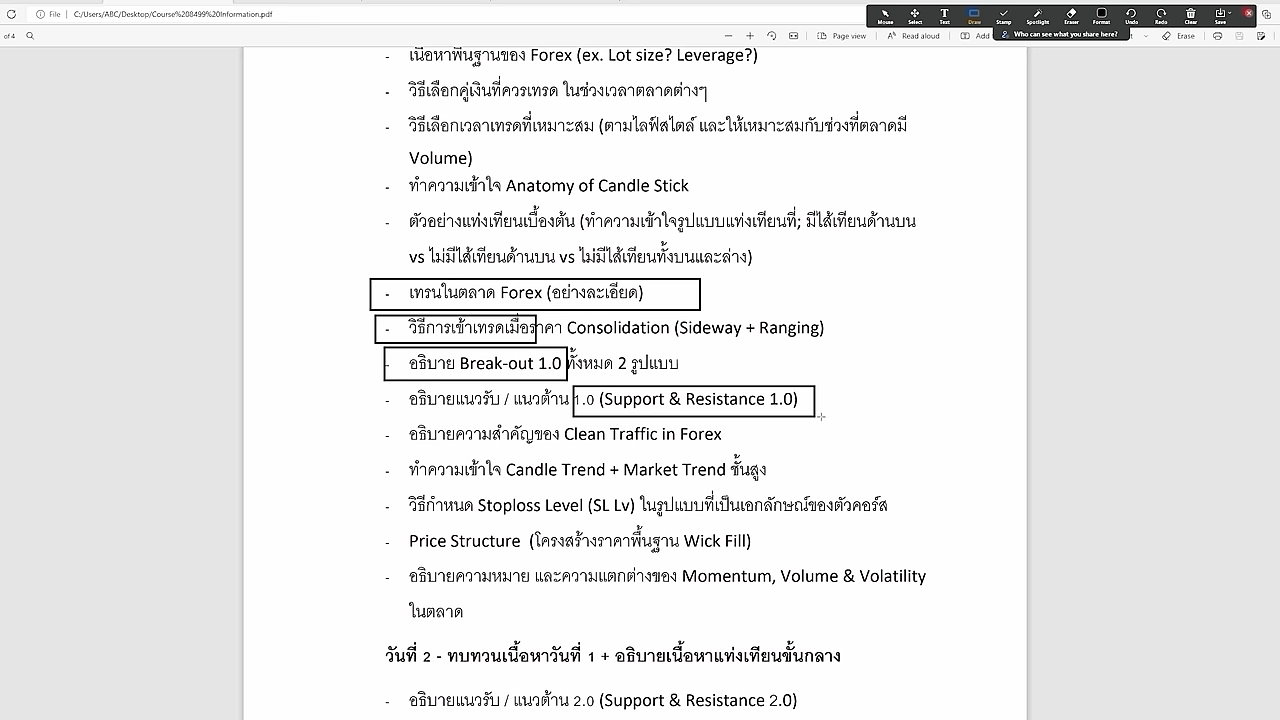 File
C:/Users/ABC/Desktop/Course%208499%20Information.pdf
Mouse Select Text Draw Stamp Spotlight Eraser Format Undo Redo Clear Save
Who can see what you share here?
of 4
Page view
Read aloud
Add
Erase
- เนื้อหาพื้นฐานของ Forex (ex. Lot size? Leverage?)
- วิธีเลือกคู่เงินที่ควรเทรด ในช่วงเวลาตลาดต่างๆ
- วิธีเลือกเวลาเทรดที่เหมาะสม (ตามไลฟ์สไตล์ และให้เหมาะสมกับช่วงที่ตลาดมี
Volume)
- ทำความเข้าใจ Anatomy of Candle Stick
- ตัวอย่างแท่งเทียนเบื้องต้น (ทำความเข้าใจรูปแบบแท่งเทียนที่; มีไส้เทียนด้านบน
vs ไม่มีไส้เทียนด้านบน vs ไม่มีไส้เทียนทั้งบนและล่าง)
- เทรนในตลาด Forex (อย่างละเอียด)
- วิธีการเข้าเทรดเมื่อราคา Consolidation (Sideway + Ranging)
- อธิบาย Break-out 1.0 ทั้งหมด 2 รูปแบบ
- อธิบายแนวรับ / แนวต้าน 1.0 (Support & Resistance 1.0)
- อธิบายความสำคัญของ Clean Traffic in Forex
- ทำความเข้าใจ Candle Trend + Market Trend ชั้นสูง
- วิธีกำหนด Stoploss Level (SL Lv) ในรูปแบบที่เป็นเอกลักษณ์ของตัวคอร์ส
- Price Structure (โครงสร้างราคาพื้นฐาน Wick Fill)
- อธิบายความหมาย และความแตกต่างของ Momentum, Volume & Volatility
ในตลาด
วันที่ 2 - ทบทวนเนื้อหาวันที่ 1 + อธิบายเนื้อหาแท่งเทียนขั้นกลาง
- อธิบายแนวรับ / แนวต้าน 2.0 (Support & Resistance 2.0)